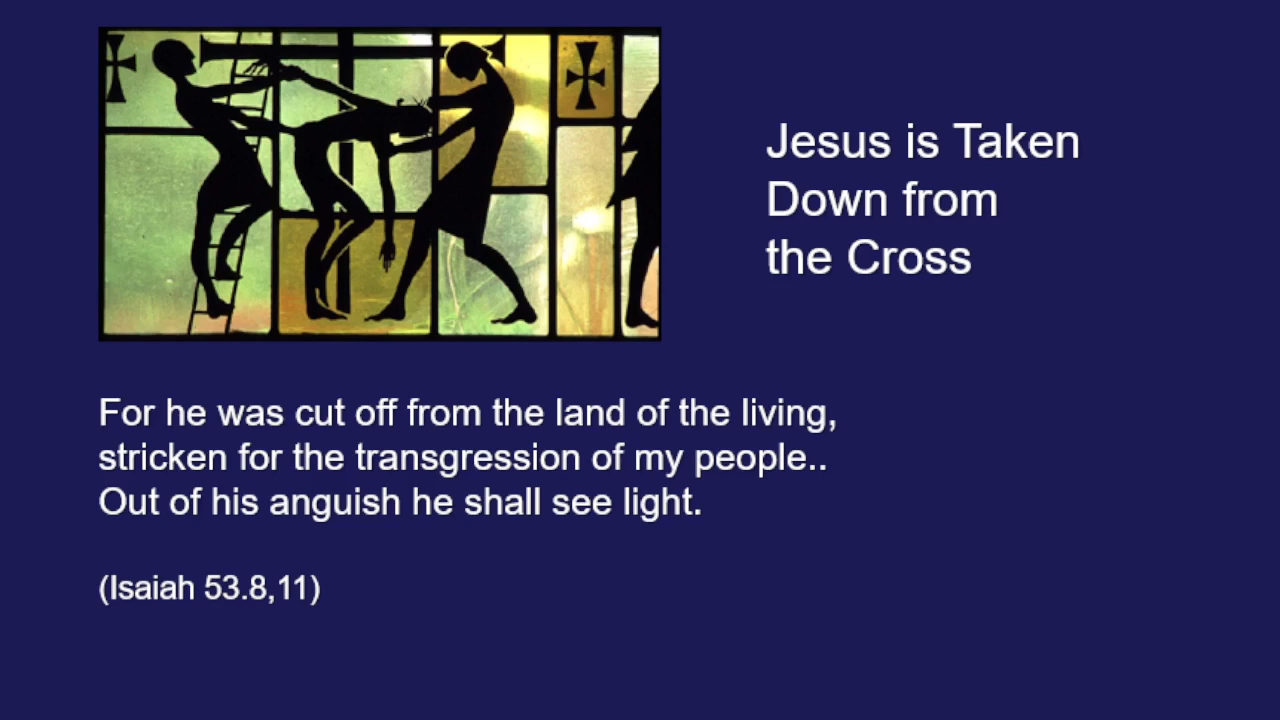 Jesus is Taken
Down from
the Cross
For he was cut off from the land of the living,
stricken for the transgression of my people..
Out of his anguish he shall see light.
(Isaiah 53.8,11)